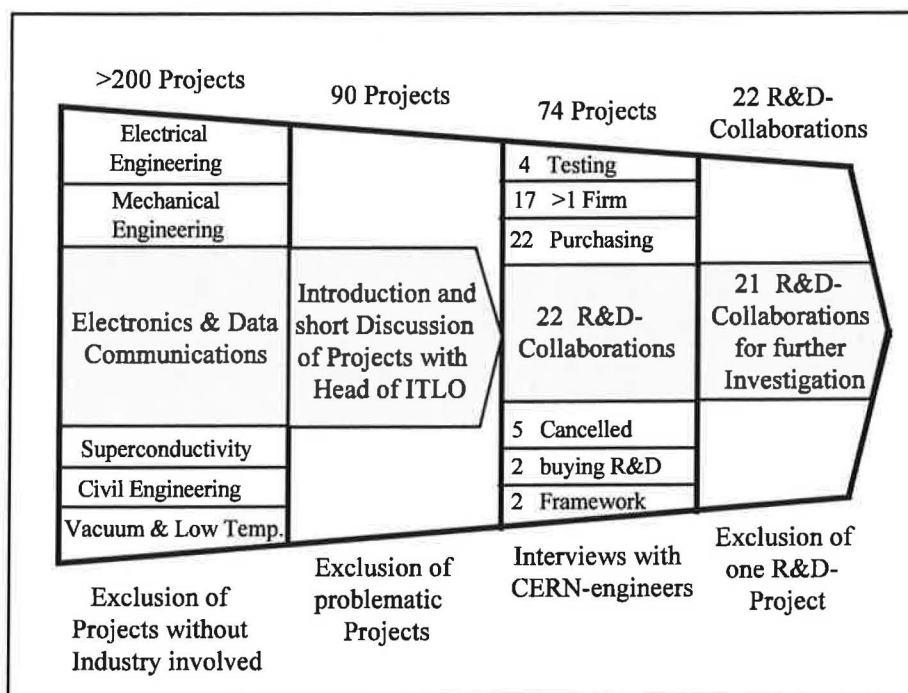 >200 Projects
90 Projects
74 Projects
22 R&D-
Collaborations
Electrical
Engineering
Mechanical
Engineering
Electronics & Data
Communications
Superconductivity
Civil Engineering
Vacuum & Low Temp.
Introduction and
short Discussion
of Projects with
Head of ITLO
4 Testing
17 >1 Firm
22 Purchasing
22 R&D-
Collaborations
5 Cancelled
2 buying R&D
2 Framework
21 R&D-
Collaborations
for further
Investigation
Exclusion of
Projects without
Industry involved
Exclusion of
problematic
Projects
Interviews with
CERN-engineers
Exclusion of
one R&D-
Project